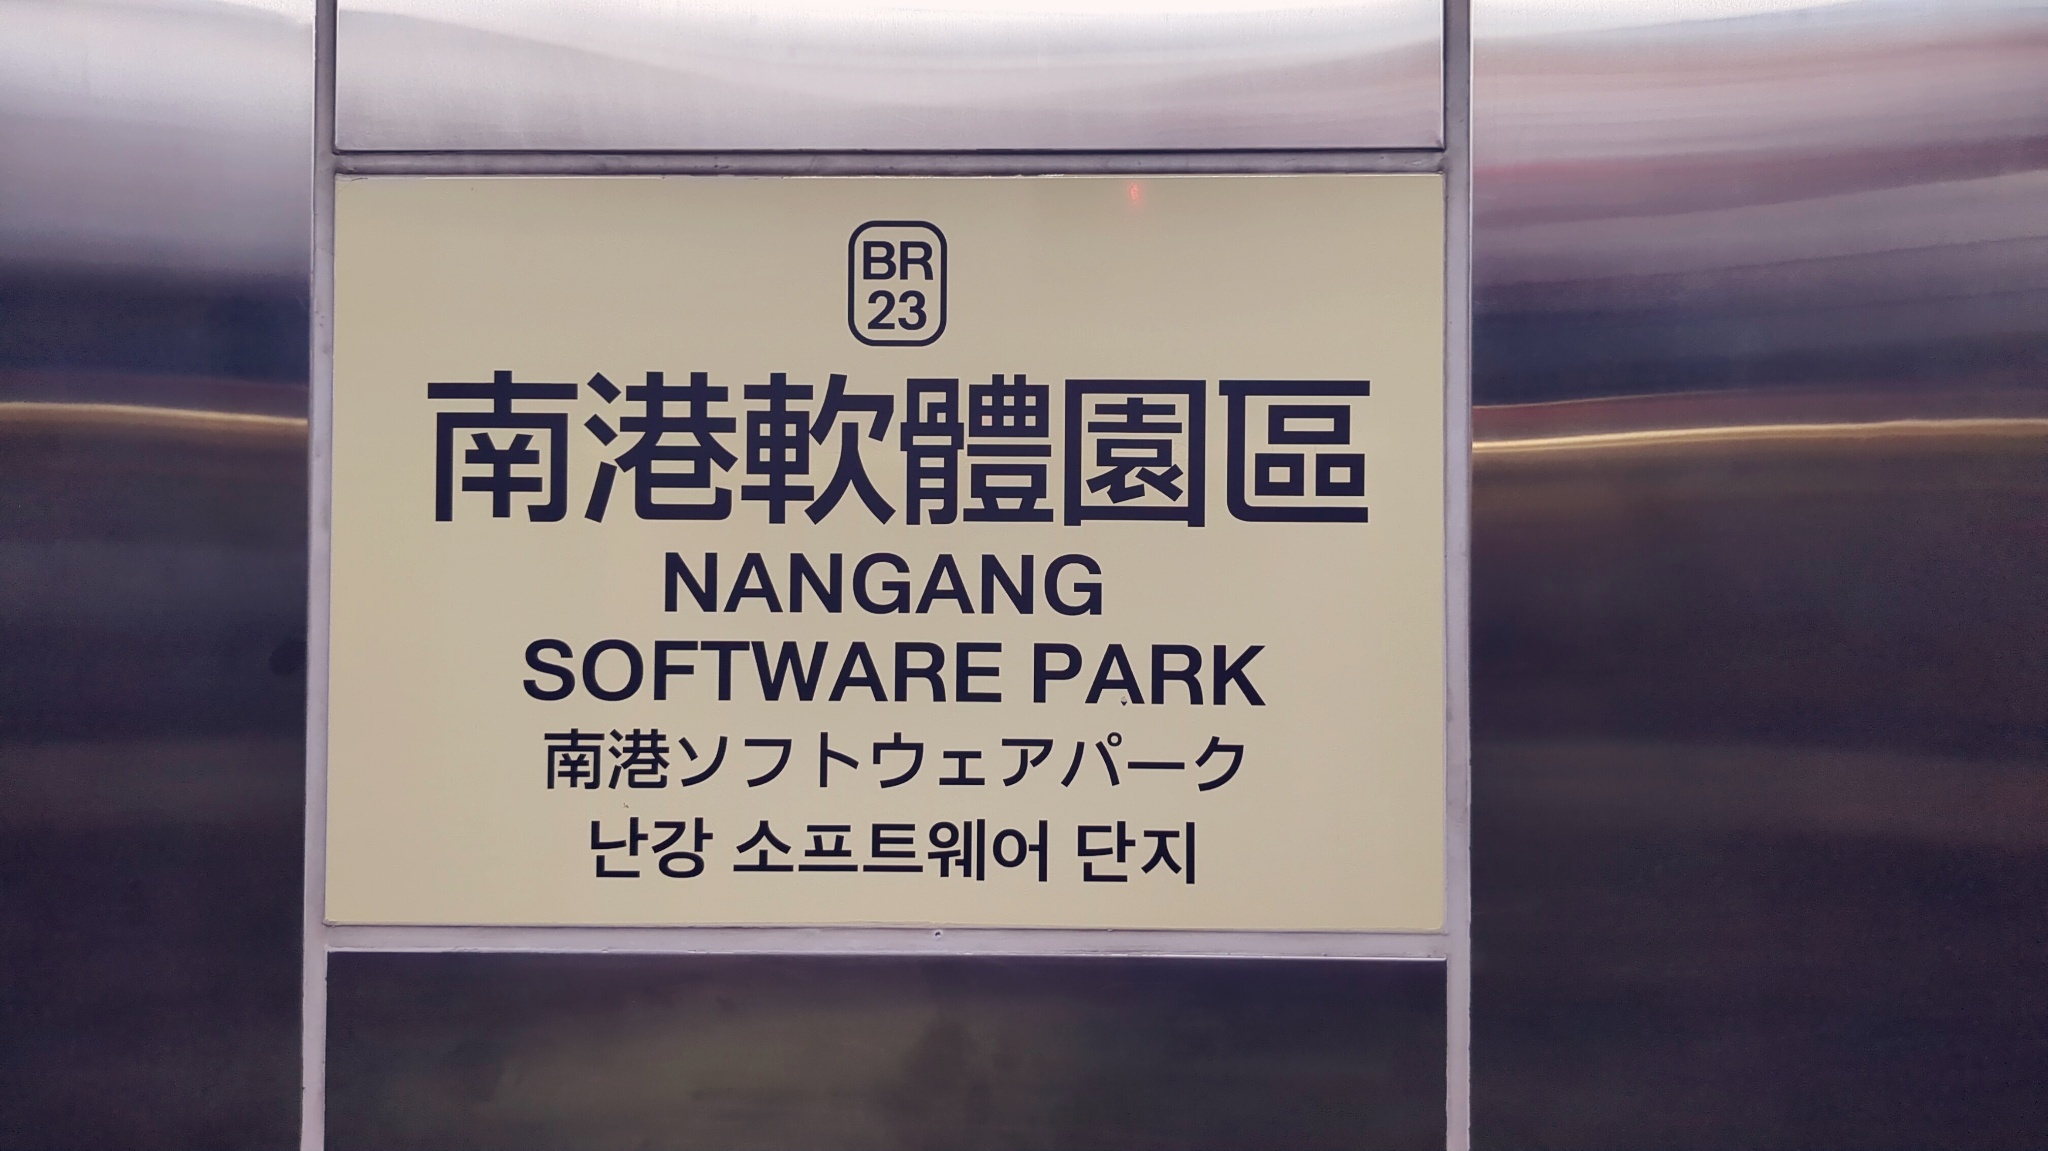 BR
23
南港軟體園區
NANGANG
SOFTWARE PARK
南港ソフトウェアパーク
난강 소프트웨어 단지